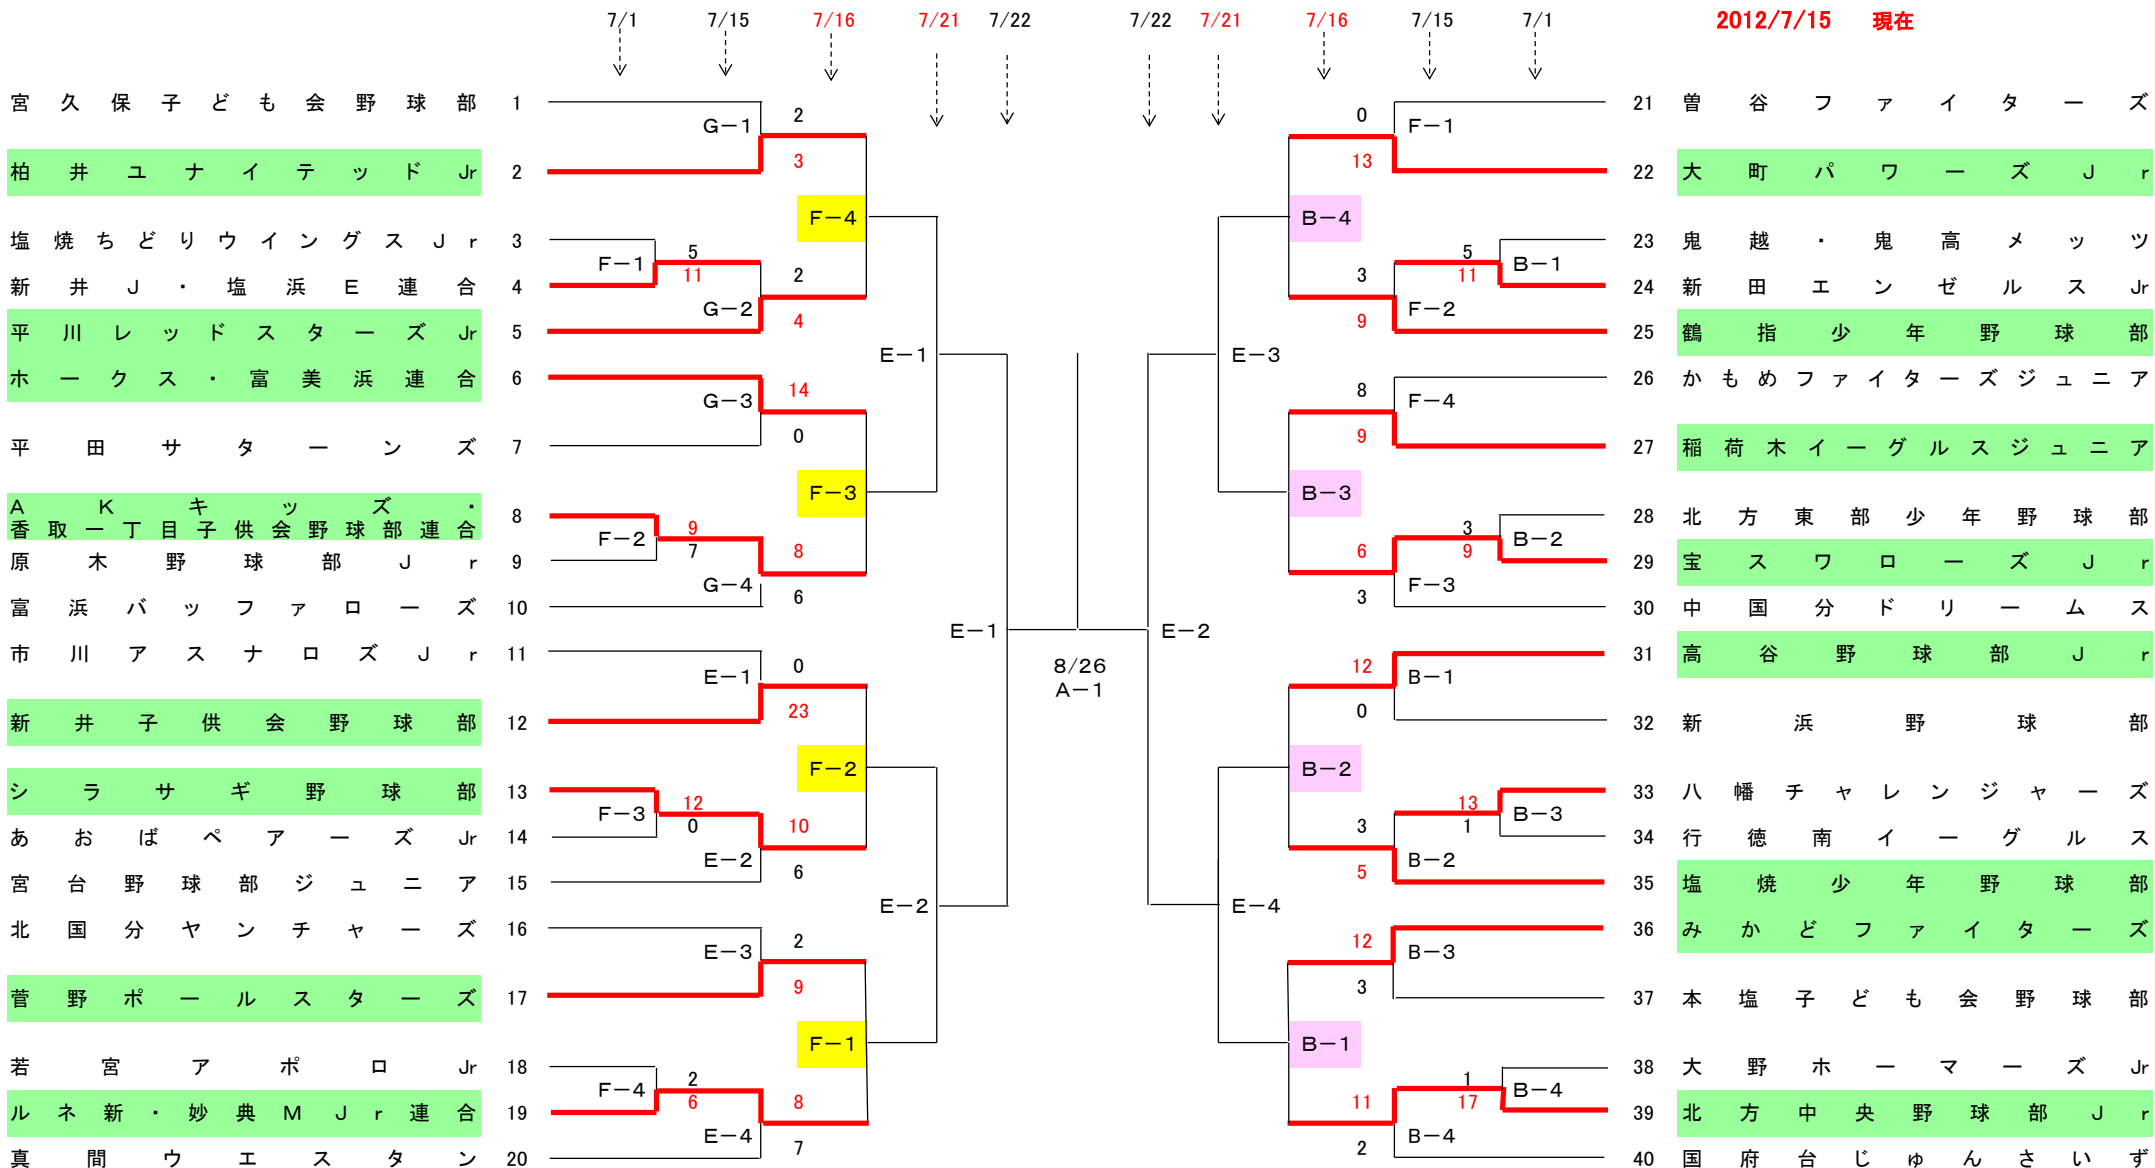 7/1 7/15 7/16 7/21 7/22 7/22 7/21 7/16 7/15 7/1 2012/7/15 現在
宮久保子ども会野球部 1
G-1 2
柏井ユナイテッドJr 2
3
F-4
塩焼ちどりウイングスJr 3
F-1 5
11
新井J・塩浜E連合 4
G-2 2
平川レッドスターズJr 5
4
E-1
ホークス・富美浜連合 6
G-3 14
平田サターンズ 7
0
F-3
AKキッズ・
香取一丁目子供会野球部連合 8
F-2 9
7
原木野球部Jr 9
8
G-4
富浜バッファローズ 10
6
E-1
市川アスナロズJr 11
E-1 0
新井子供会野球部 12
23
F-2
シラサギ野球部 13
F-3 12
0
あおばペアーズJr 14
10
E-2
宮台野球部ジュニア 15
6
E-2
北国分ヤンチャーズ 16
E-3 2
菅野ポールスターズ 17
9
F-1
若宮アポロJr 18
F-4 2
6
ルネ新・妙典MJr連合 19
8
E-4
真間ウエスタン 20
7
8/26
A-1
21 曽谷ファイターズ
0 F-1
13
22 大町パワーズJr
B-4
23 鬼越・鬼高メッツ
5 B-1
11
24 新田エンゼルスJr
3 F-2
9
25 鶴指少年野球部
E-3
26 かもめファイターズジュニア
8 F-4
9
27 稲荷木イーグルスジュニア
B-3
28 北方東部少年野球部
3 B-2
9
29 宝スワローズJr
6 F-3
3
30 中国分ドリームス
E-2
31 高谷野球部Jr
12 B-1
0
32 新浜野球部
B-2
33 八幡チャレンジャーズ
13 B-3
1
34 行徳南イーグルス
3 B-2
5
35 塩焼少年野球部
E-4
36 みかどファイターズ
12 B-3
3
37 本塩子ども会野球部
B-1
38 大野ホーマーズJr
1 B-4
17
39 北方中央野球部Jr
11 B-4
2
40 国府台じゅんさいず